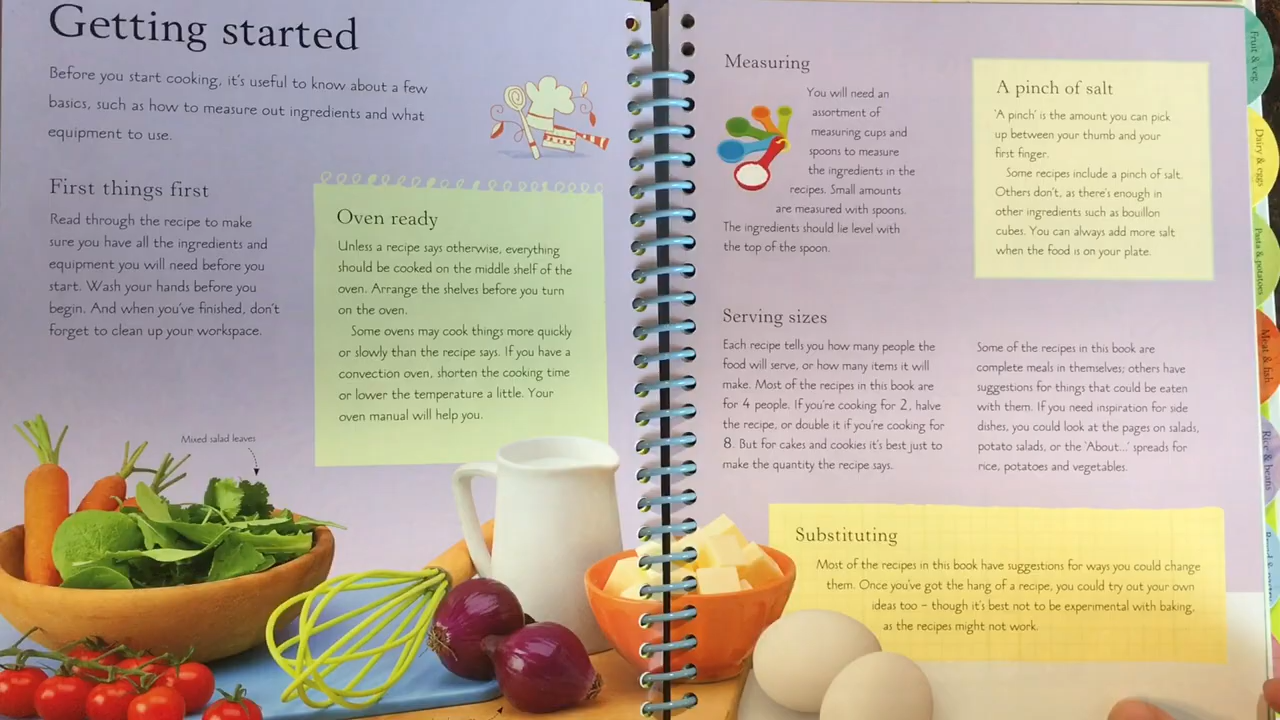 Getting started
Before you start cooking, it's useful to know about a few
basics, such as how to measure out ingredients and what
equipment to use.
First things first
Read through the recipe to make
sure you have all the ingredients and
equipment you will need before you
start. Wash your hands before you
begin. And when you've finished, don't
forget to clean up your workspace.
Oven ready
Unless a recipe says otherwise, everything
should be cooked on the middle shelf of the
oven. Arrange the shelves before you turn
on the oven.
Some ovens may cook things more quickly
or slowly than the recipe says. If you have a
convection oven, shorten the cooking time
or lower the temperature a little. Your
oven manual will help you.
Mixed salad leaves
Measuring
You will need an
assortment of
measuring cups and
spoons to measure
the ingredients in the
recipes. Small amounts
are measured with spoons.
The ingredients should lie level with
the top of the spoon.
A pinch of salt
'A pinch' is the amount you can pick
up between your thumb and your
first finger.
Some recipes include a pinch of salt.
Others don't, as there's enough in
other ingredients such as bouillon
cubes. You can always add more salt
when the food is on your plate.
Serving sizes
Each recipe tells you how many people the
food will serve, or how many items it will
make. Most of the recipes in this book are
for 4 people. If you're cooking for 2, halve
the recipe, or double it if you're cooking for
8. But for cakes and cookies it's best just to
make the quantity the recipe says.
Some of the recipes in this book are
complete meals in themselves; others have
suggestions for things that could be eaten
with them. If you need inspiration for side
dishes, you could look at the pages on salads,
potato salads, or the 'About...' spreads for
rice, potatoes and vegetables.
Substituting
Most of the recipes in this book have suggestions for ways you could change
them. Once you've got the hang of a recipe, you could try out your own
ideas too – though it's best not to be experimental with baking,
as the recipes might not work.
Fruit & veg
Dairy & eggs
Pasta & potatoes
Meat & fish
Rice & beans